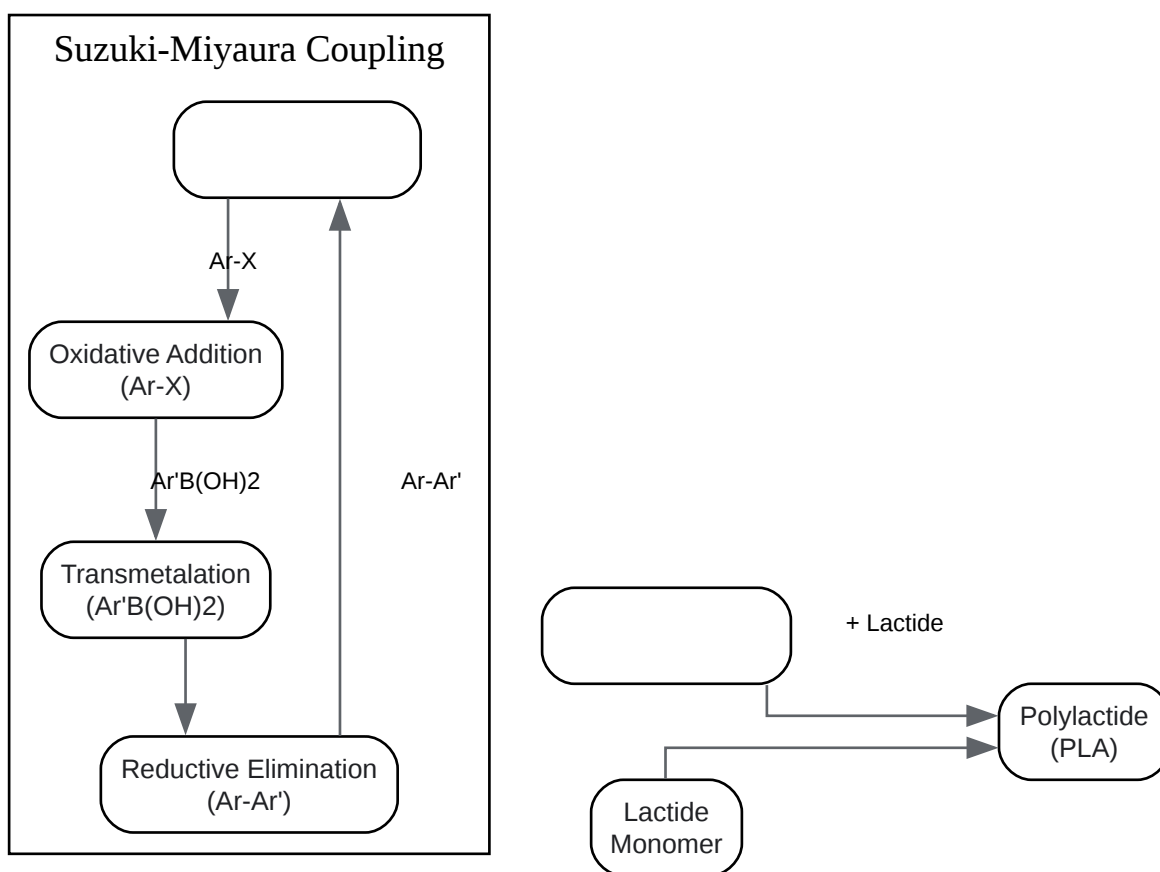 Suzuki-Miyaura Coupling
Ar-X
Oxidative Addition
(Ar-X)
Ar'B(OH)2
Ar-Ar'
Transmetalation
(Ar'B(OH)2)
Reductive Elimination
(Ar-Ar')
+ Lactide
Polylactide
(PLA)
Lactide
Monomer